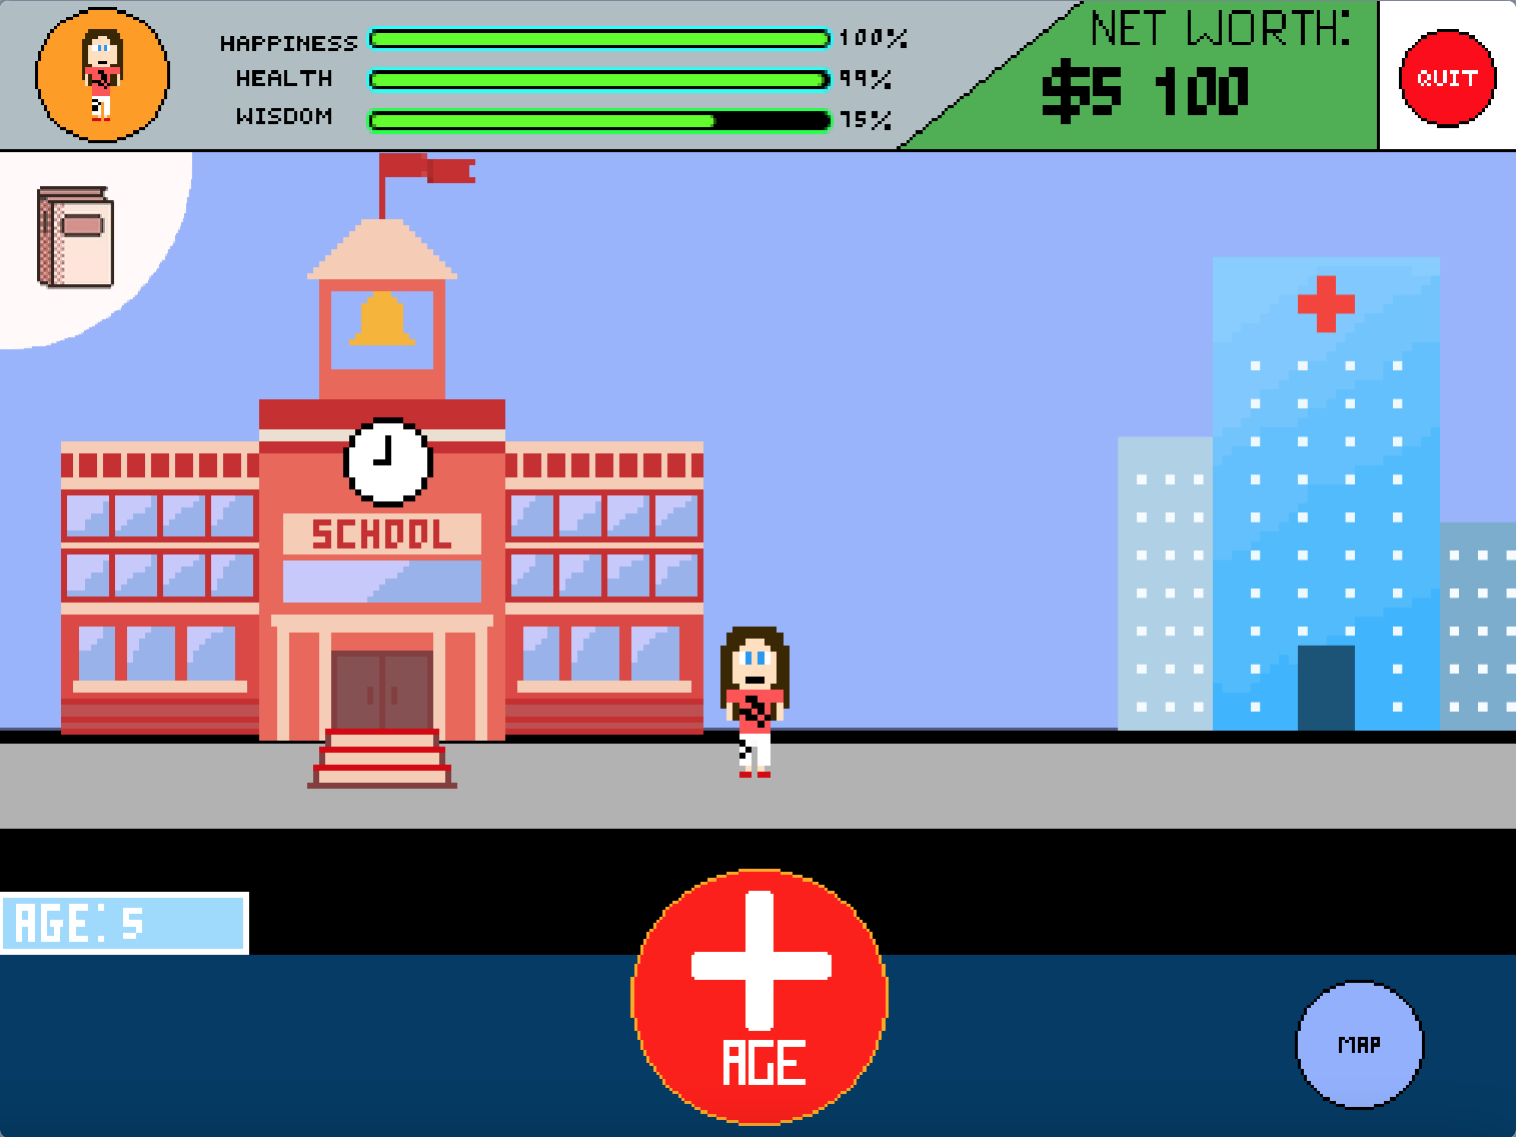 HAPPINESS 100%
HEALTH 99%
WISDOM 75%
NET WORTH:
$5 100
QUIT
SCHOOL
AGE: 5
AGE
MAP